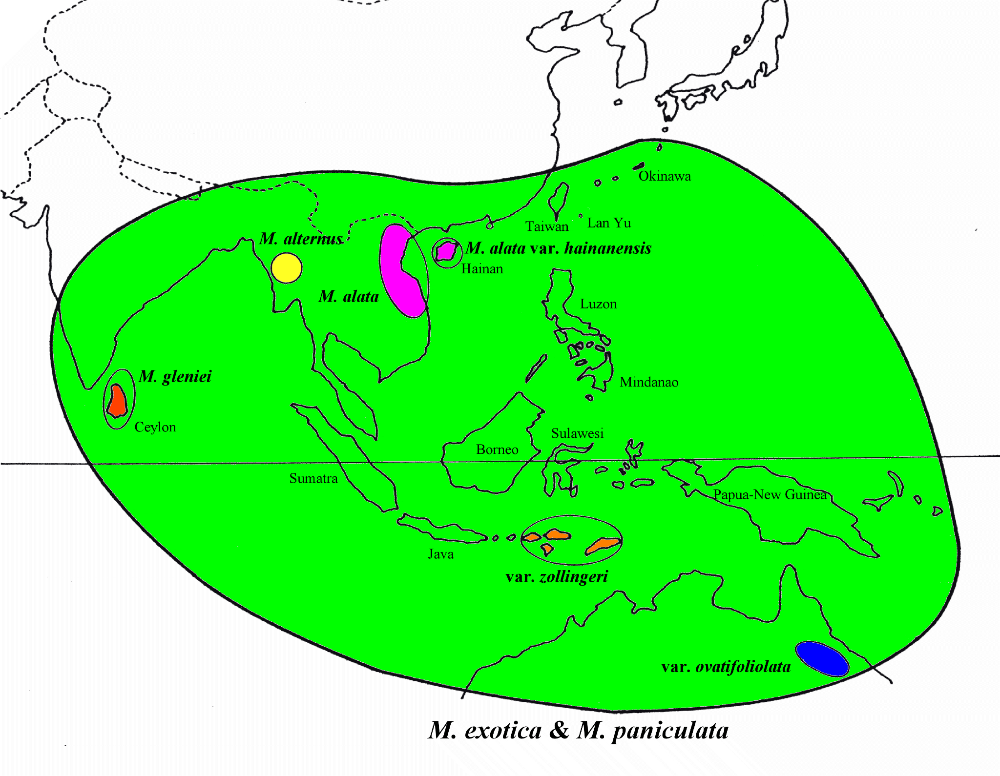 Okinawa
Taiwan
Lan Yu
M. alternus
M. alata var. hainanensis
Hainan
M. alata
Luzon
M. gleniei
Mindanao
Ceylon
Sulawesi
Borneo
Sumatra
Papua-New Guinea
Java
var. zollingeri
var. ovatifoliolata
M. exotica & M. paniculata